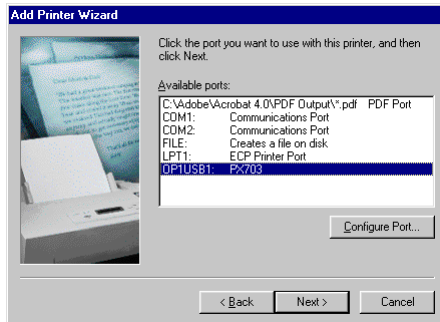 Add Printer Wizard
Click the port you want to use with this printer, and then
click Next.
Available ports:
C:\Adobe\Acrobat 4.0\PDF Output\*.pdf PDF Port
COM1: Communications Port
COM2: Communications Port
FILE: Creates a file on disk
LPT1: ECP Printer Port
OP1USB1: PX703
Configure Port...
< Back Next > Cancel